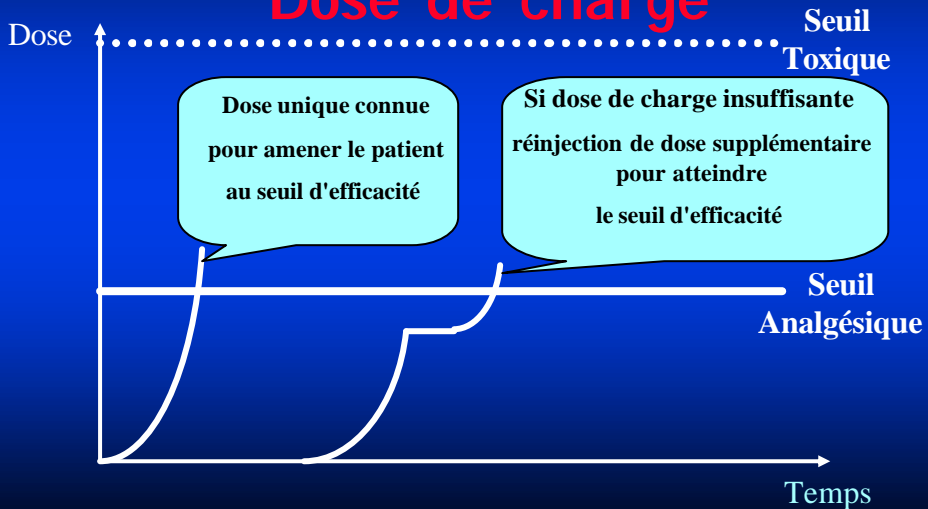 Dose de charge
Dose
Seuil
Toxique
Dose unique connue
pour amener le patient
au seuil d'efficacité
Si dose de charge insuffisante
réinjection de dose supplémentaire
pour atteindre
le seuil d'efficacité
Seuil
Analgésique
Temps